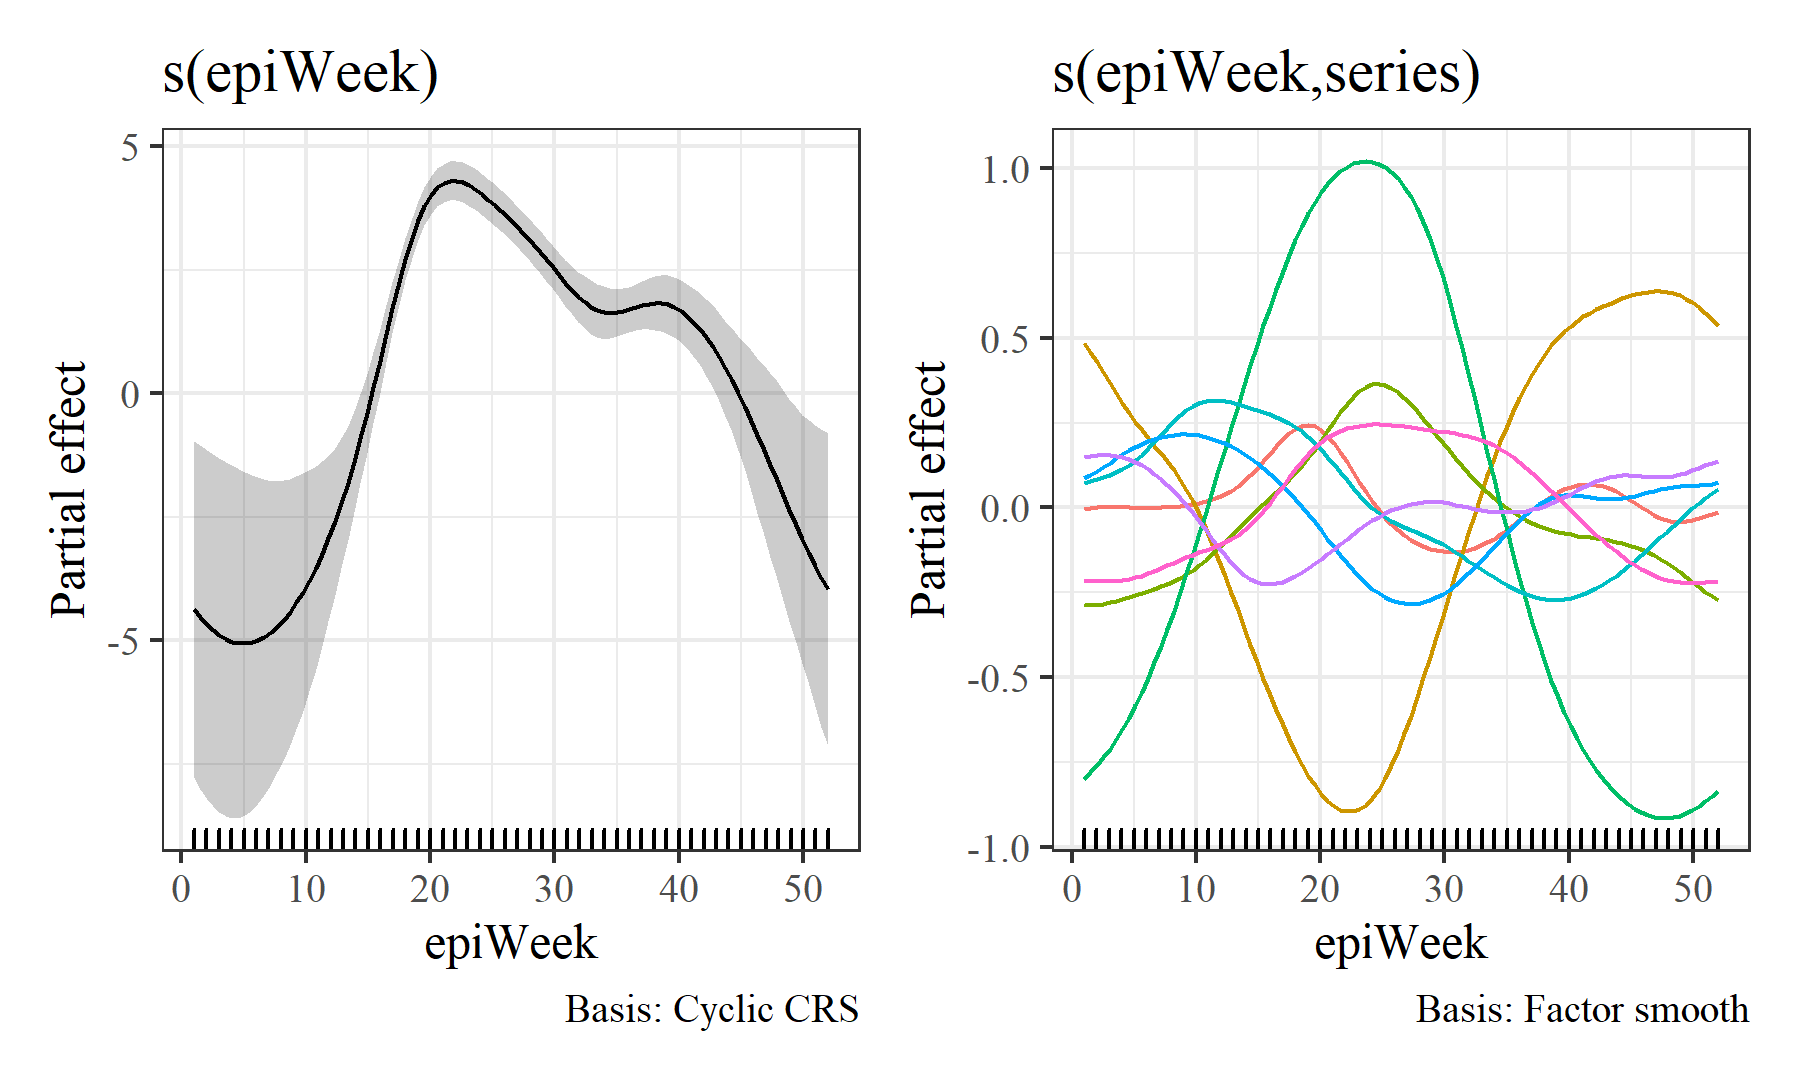 s(epiWeek)
5
0
-5
Partial effect
0 10 20 30 40 50
epiWeek
Basis: Cyclic CRS
s(epiWeek,series)
1.0
0.5
0.0
-0.5
-1.0
Partial effect
0 10 20 30 40 50
epiWeek
Basis: Factor smooth